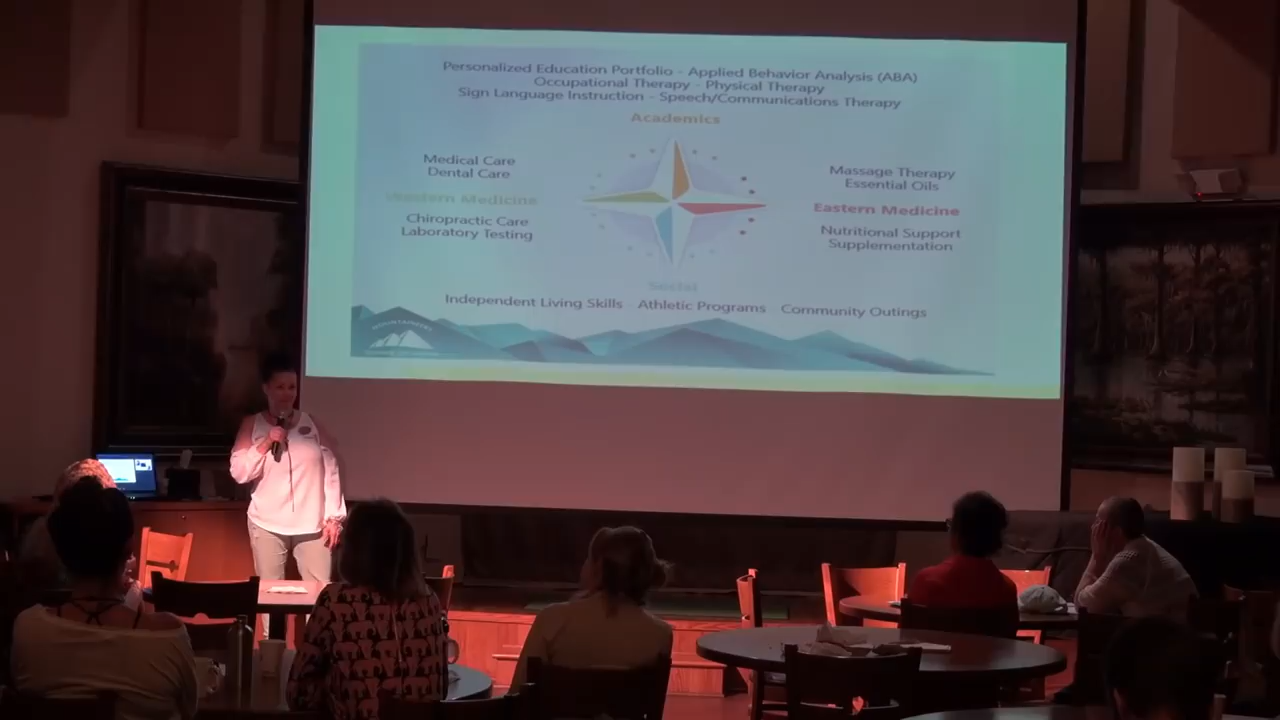 Personalized Education Portfolio - Applied Behavior Analysis (ABA)
Occupational Therapy - Physical Therapy
Sign Language Instruction - Speech/Communications Therapy
Academics
Medical Care
Dental Care
Western Medicine
Chiropractic Care
Laboratory Testing
Massage Therapy
Essential Oils
Eastern Medicine
Nutritional Support
Supplementation
Social
Independent Living Skills Athletic Programs Community Outings